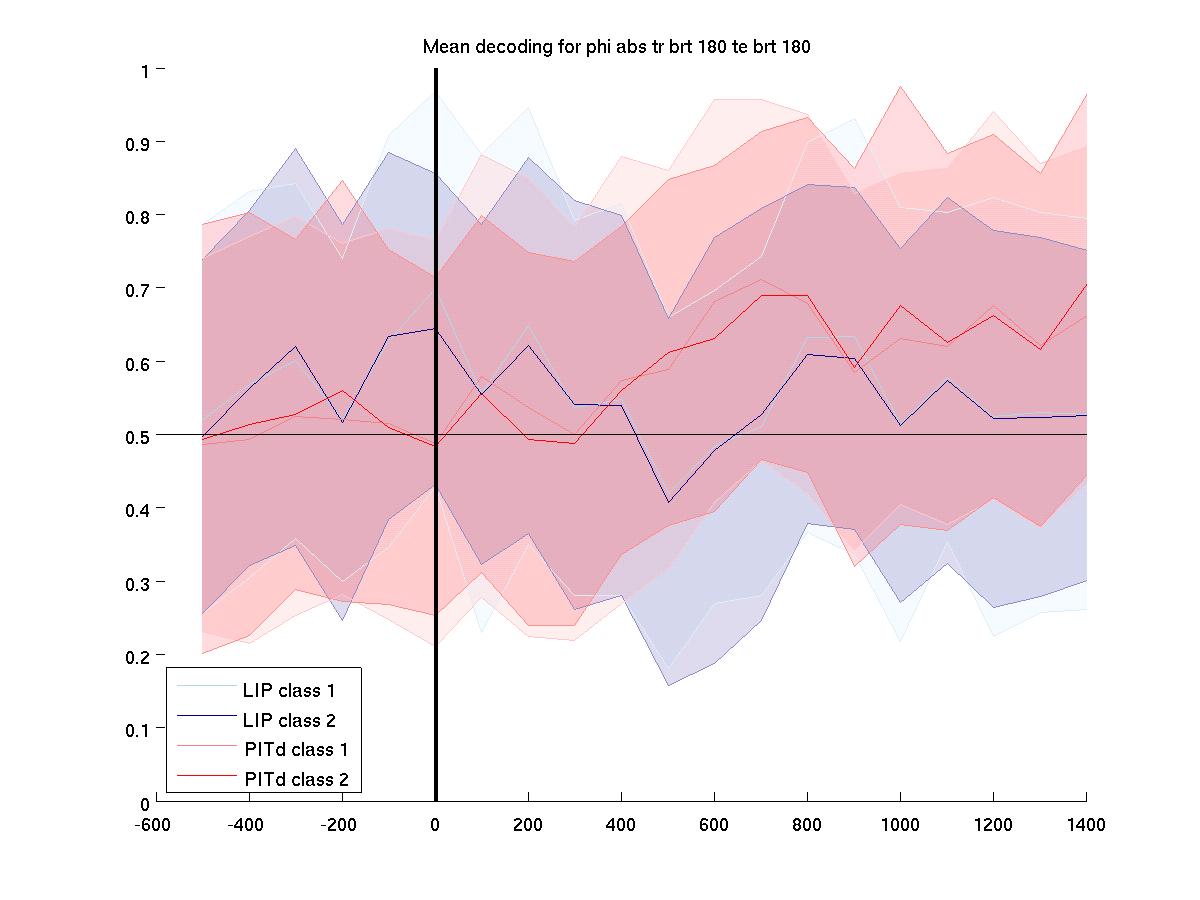 Mean decoding for phi abs tr brt 180 te brt 180
1
0.9
0.8
0.7
0.6
0.5
0.4
0.3
0.2
0.1
0
LIP class 1
LIP class 2
PITd class 1
PITd class 2
-600 -400 -200 0 200 400 600 800 1000 1200 1400